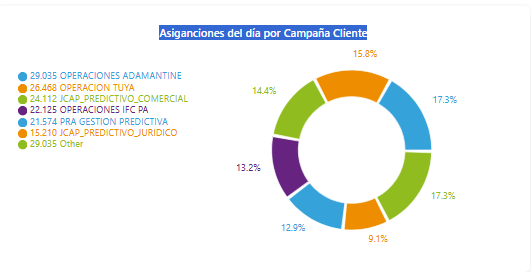 Asiganciones del día por Campaña Cliente
29.035 OPERACIONES ADAMANTINE
26.468 OPERACION TUYA
24.112 JCAP_PREDICTIVO_COMERCIAL
22.125 OPERACIONES IFC PA
21.574 PRA GESTION PREDICTIVA
15.210 JCAP_PREDICTIVO_JURIDICO
29.035 Other
15.8%
14.4%
17.3%
13.2%
17.3%
12.9%
9.1%